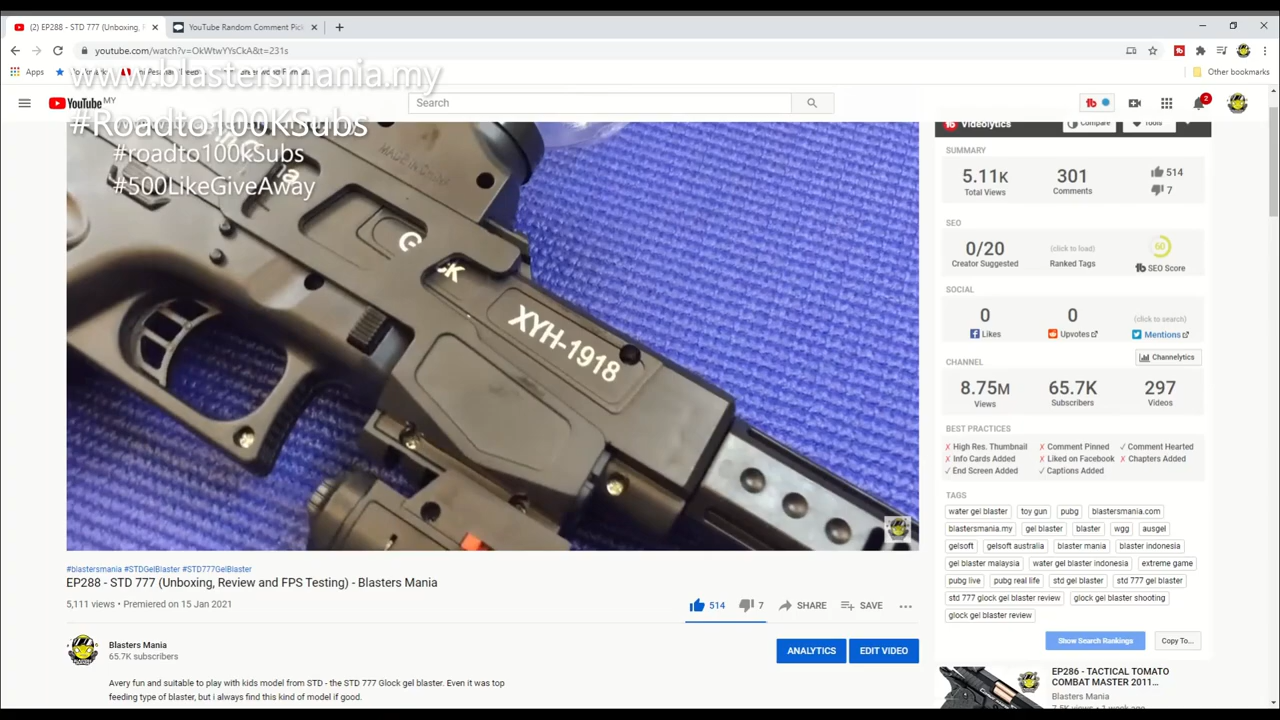 (2) EP288 - STD 777 (Unboxing, F
YouTube Random Comment Pick
youtube.com/watch?v=OkWtwYYsCkA&t=231s
Apps
Other bookmarks
www.blastersmania.my
YouTube MY
Search
2
#Roadto100KSubs
#roadto100kSubs
#500LikeGiveAway
XYH-1918
Videolytics
Compare
Tools
SUMMARY
5.11K 301 514
Total Views Comments 7
SEO
0/20 (click to load) 60
Creator Suggested Ranked Tags tb SEO Score
SOCIAL
0 0 (click to search)
Likes Upvotes Mentions
CHANNEL Channelytics
8.75M 65.7K 297
Views Subscribers Videos
BEST PRACTICES
X High Res. Thumbnail X Comment Pinned ✓ Comment Hearted
X Info Cards Added X Liked on Facebook X Chapters Added
✓ End Screen Added ✓ Captions Added
TAGS
water gel blaster toy gun pubg blastersmania.com
blastersmania.my gel blaster blaster wgg ausgel
gelsoft gelsoft australia blaster mania blaster indonesia
gel blaster malaysia water gel blaster indonesia extreme game
pubg live pubg real life std gel blaster std 777 gel blaster
std 777 glock gel blaster review glock gel blaster shooting
glock gel blaster review
Show Search Rankings Copy To...
#blastersmania #STDGelBlaster #STD777GelBlaster
EP288 - STD 777 (Unboxing, Review and FPS Testing) - Blasters Mania
5,111 views • Premiered on 15 Jan 2021
514 7 SHARE SAVE
Blasters Mania
65.7K subscribers
ANALYTICS EDIT VIDEO
Avery fun and suitable to play with kids model from STD - the STD 777 Glock gel blaster. Even it was top
feeding type of blaster, but i always find this kind of model if good.
EP286 - TACTICAL TOMATO
COMBAT MASTER 2011...
Blasters Mania
7.5K views • 1 week ago